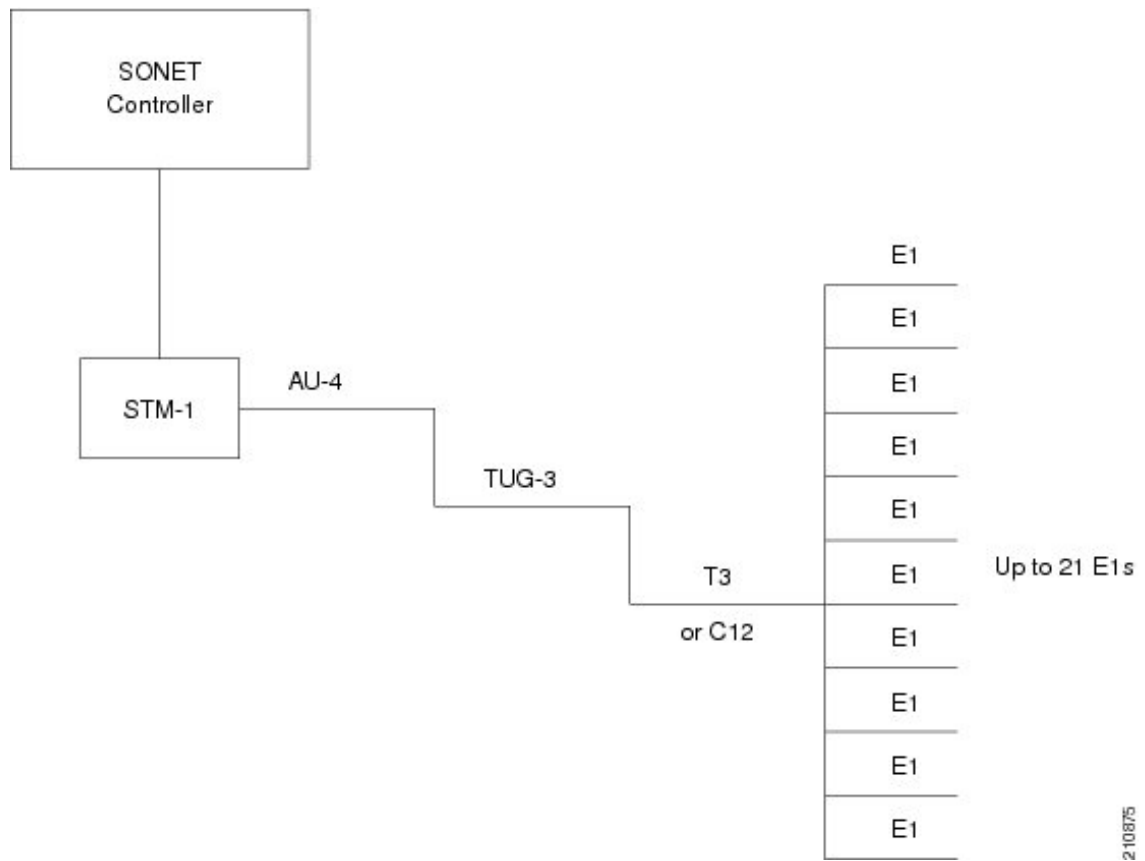 SONET
Controller
STM-1
AU-4
TUG-3
T3
or C12
E1
E1
E1
E1
E1
E1
E1
E1
E1
E1
Up to 21 E1s
210875